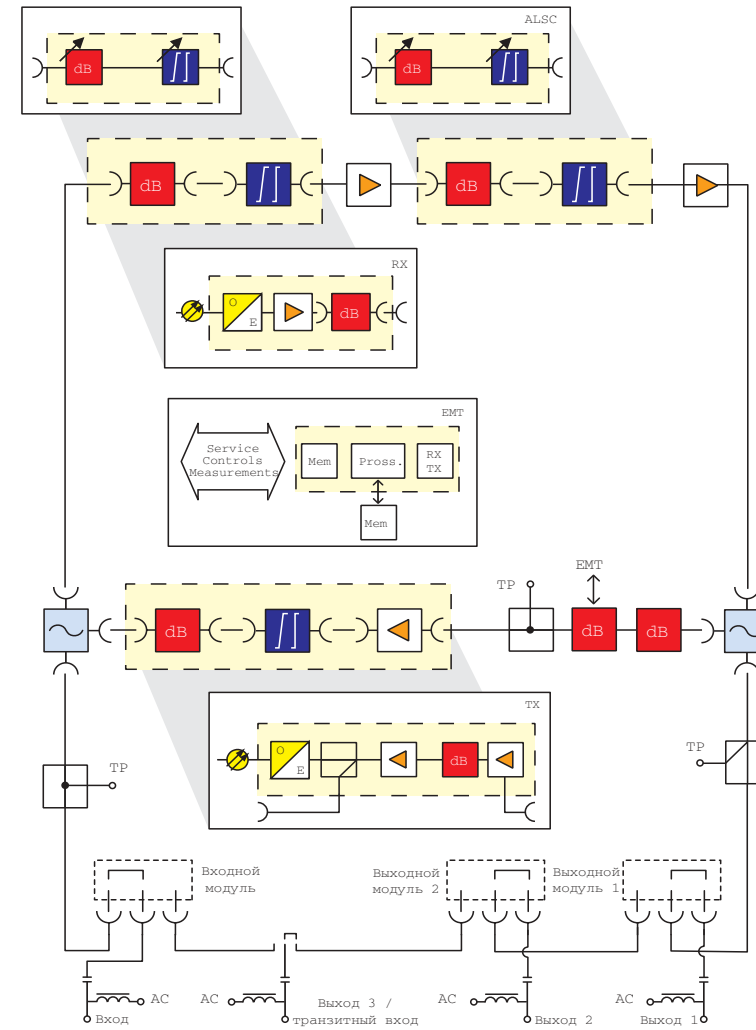 ALSC
dB
dB
dB
dB
RX
O
E
dB
EMT
Service
Controls
Measurements
Mem
Pross.
RX
TX
Mem
EMT
TP
dB
dB
dB
TX
O
E
dB
TP
TP
Входной
модуль
Выходной
модуль 2
Выходной
модуль 1
AC
AC
AC
AC
Вход
Выход 3 /
транзитный вход
Выход 2
Выход 1